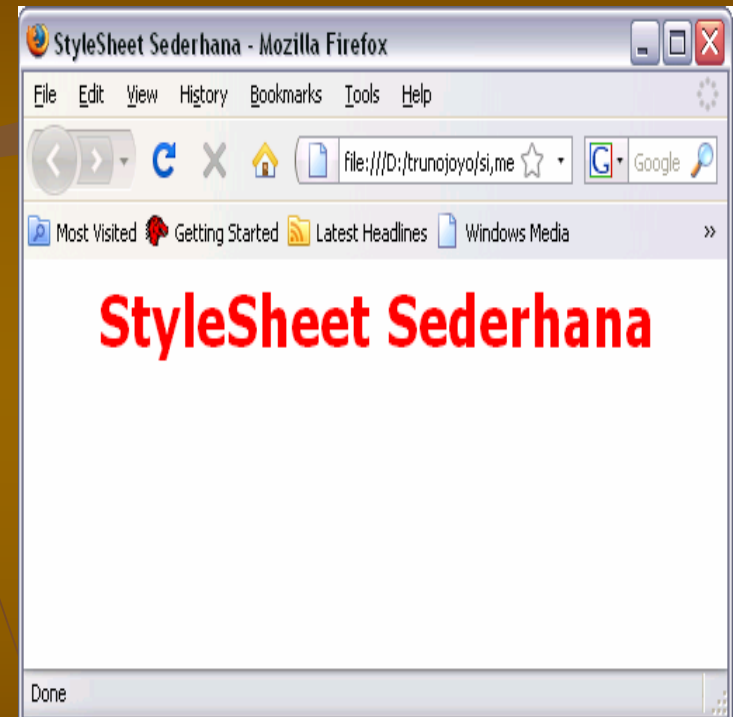 StyleSheet Sederhana - Mozilla Firefox
File Edit View History Bookmarks Tools Help
file:///D:/trunojoyo/si,me G Google
Most Visited Getting Started Latest Headlines Windows Media »
StyleSheet Sederhana
Done